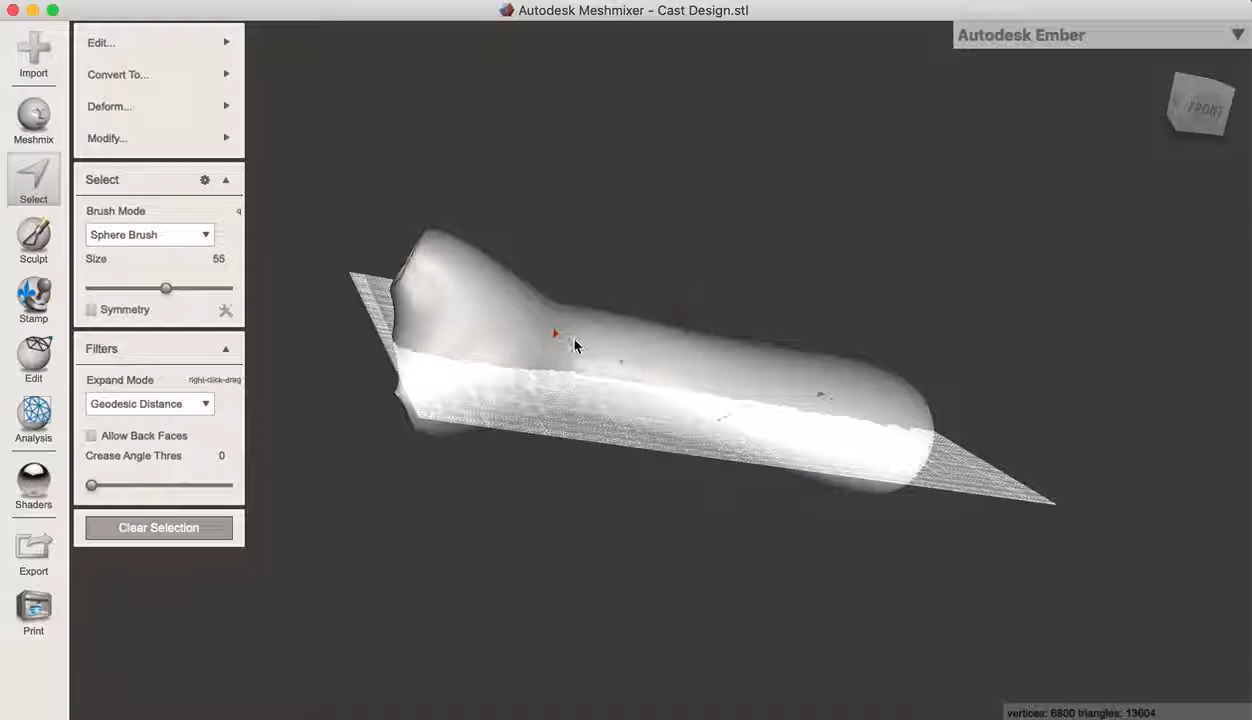 Autodesk Meshmixer - Cast Design.stl
Import
Meshmix
Select
Sculpt
Stamp
Edit
Analysis
Shaders
Export
Print
Edit...
Convert To...
Deform...
Modify...
Select
Brush Mode
Sphere Brush
Size 55
Symmetry
Filters
Expand Mode right-click-drag
Geodesic Distance
Allow Back Faces
Crease Angle Thres 0
Clear Selection
Autodesk Ember
FRONT
vertices: 6800 triangles: 13604